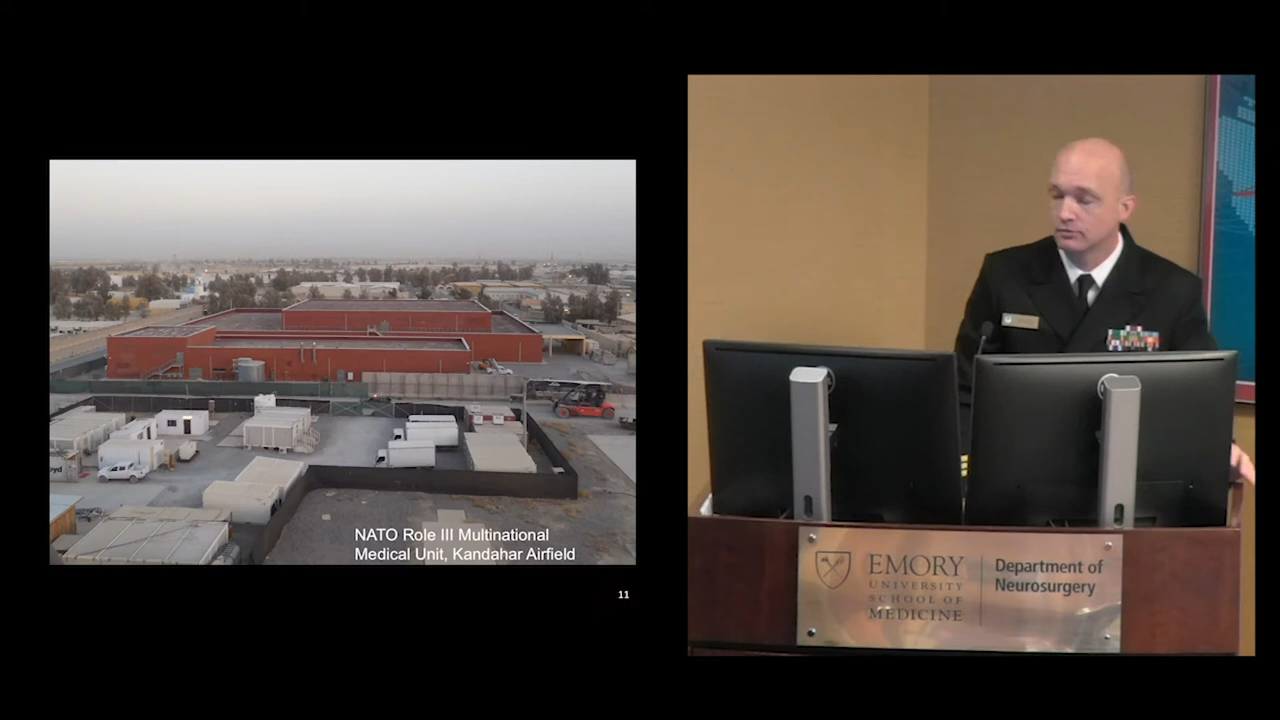 NATO Role III Multinational
Medical Unit, Kandahar Airfield
11
EMORY
UNIVERSITY
SCHOOL OF
MEDICINE
Department of
Neurosurgery